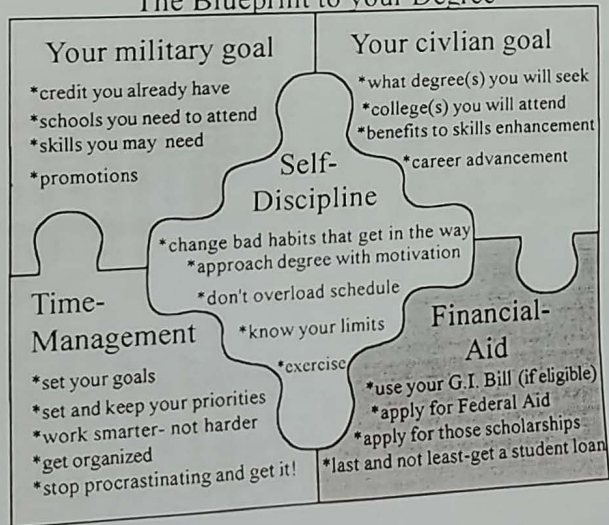 The Blueprint to your Degree
Your military goal
*credit you already have
*schools you need to attend
*skills you may need
*promotions
Your civlian goal
*what degree(s) you will seek
*college(s) you will attend
*benefits to skills enhancement
*career advancement
Self-
Discipline
*change bad habits that get in the way
*approach degree with motivation
*don't overload schedule
*know your limits
*exercise
Time-
Management
*set your goals
*set and keep your priorities
*work smarter- not harder
*get organized
*stop procrastinating and get it!
Financial-
Aid
*use your G.I. Bill (if eligible)
*apply for Federal Aid
*apply for those scholarships
*last and not least-get a student loan